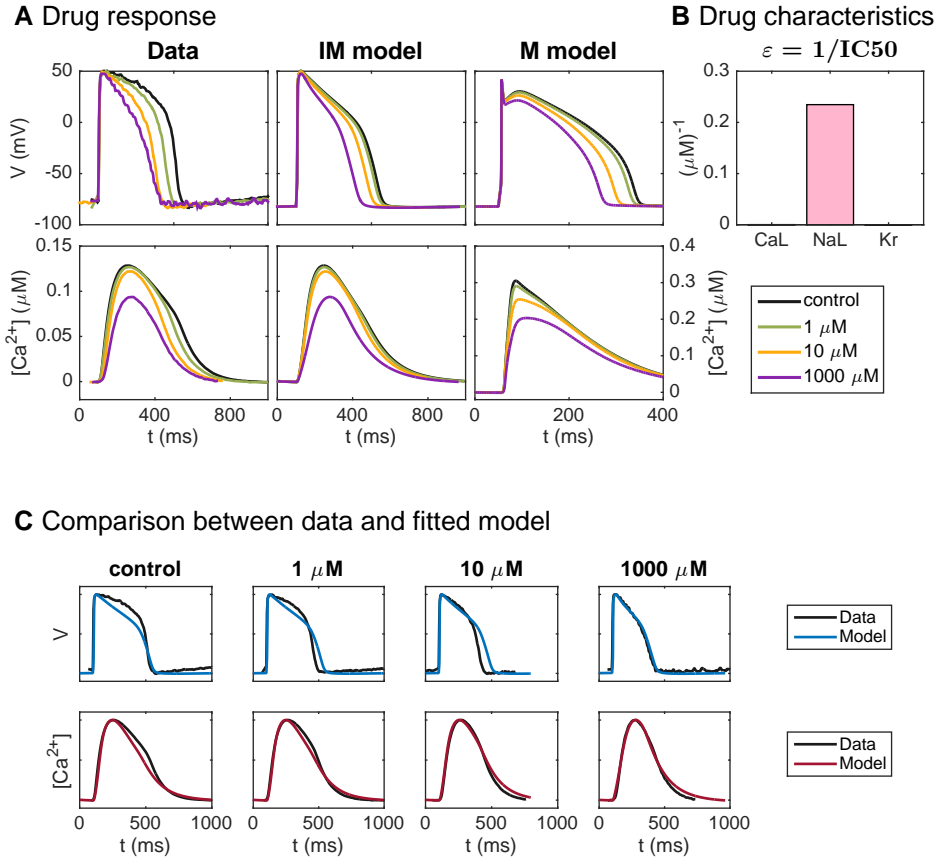 A Drug response
B Drug characteristics
Data
IM model
M model
ε = 1/IC50
50
0
-50
-100
V (mV)
0.3
0.2
0.1
0
(μM)⁻¹
CaL
NaL
Kr
0.15
0.1
0.05
0
[Ca²⁺] (μM)
0.4
0.3
0.2
0.1
0
[Ca²⁺] (μM)
0
400
800
t (ms)
0
400
800
t (ms)
0
200
400
t (ms)
control
1 μM
10 μM
1000 μM
C Comparison between data and fitted model
control
1 μM
10 μM
1000 μM
V
Data
Model
[Ca²⁺]
Data
Model
0
500
1000
t (ms)
0
500
1000
t (ms)
0
500
1000
t (ms)
0
500
1000
t (ms)